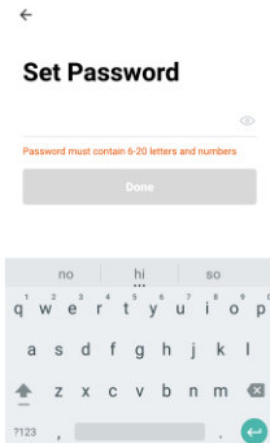 Set Password
Password must contain 6-20 letters and numbers
Done
no hi so
1 2 3 4 5 6 7 8 9 0
q w e r t y u i o p
a s d f g h j k l
z x c v b n m
?123 , .